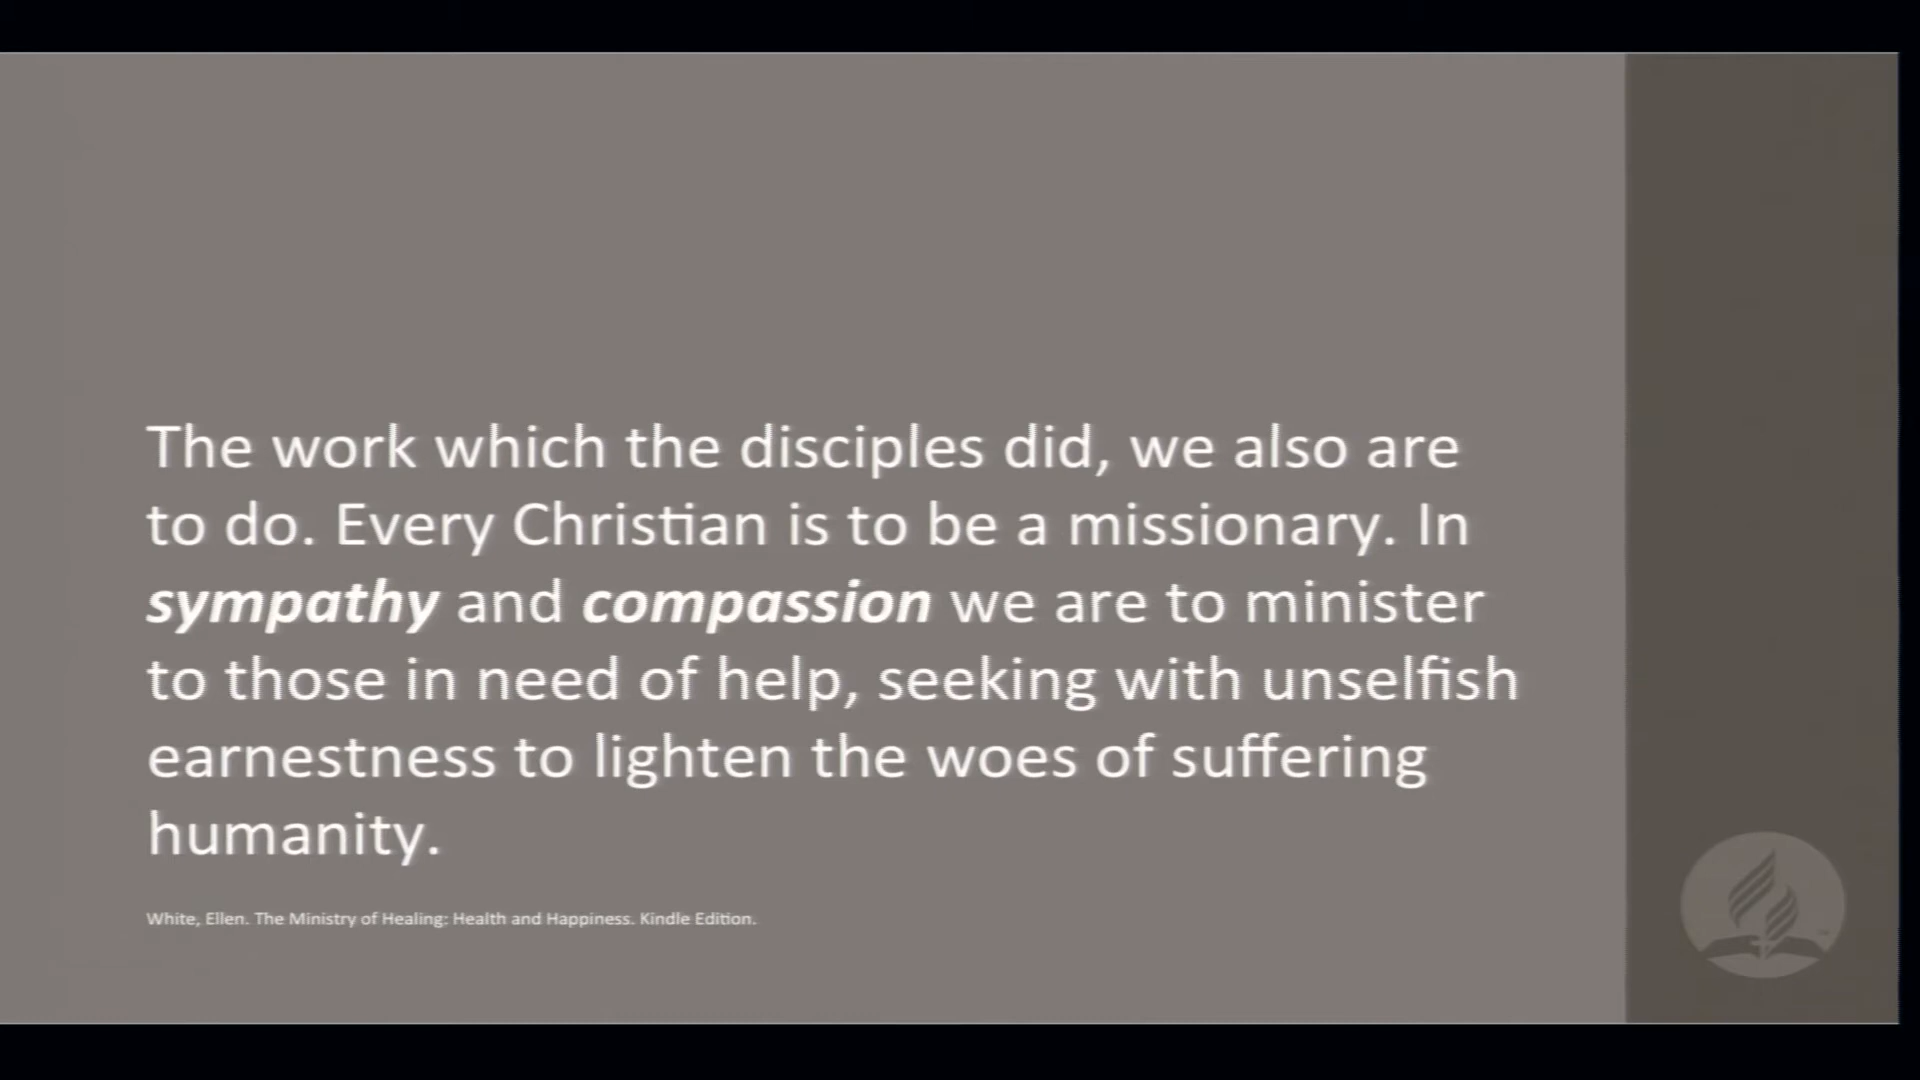 The work which the disciples did, we also are
to do. Every Christian is to be a missionary. In
sympathy and compassion we are to minister
to those in need of help, seeking with unselfish
earnestness to lighten the woes of suffering
humanity.
White, Ellen. The Ministry of Healing: Health and Happiness. Kindle Edition.